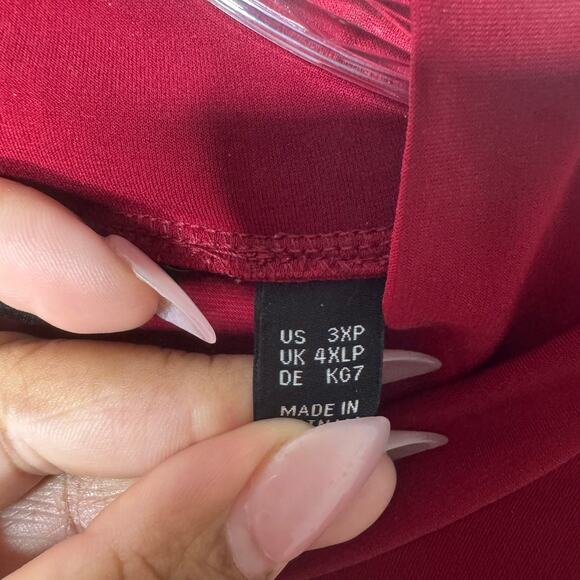 US 3XP
UK 4XLP
DE KG7
MADE IN